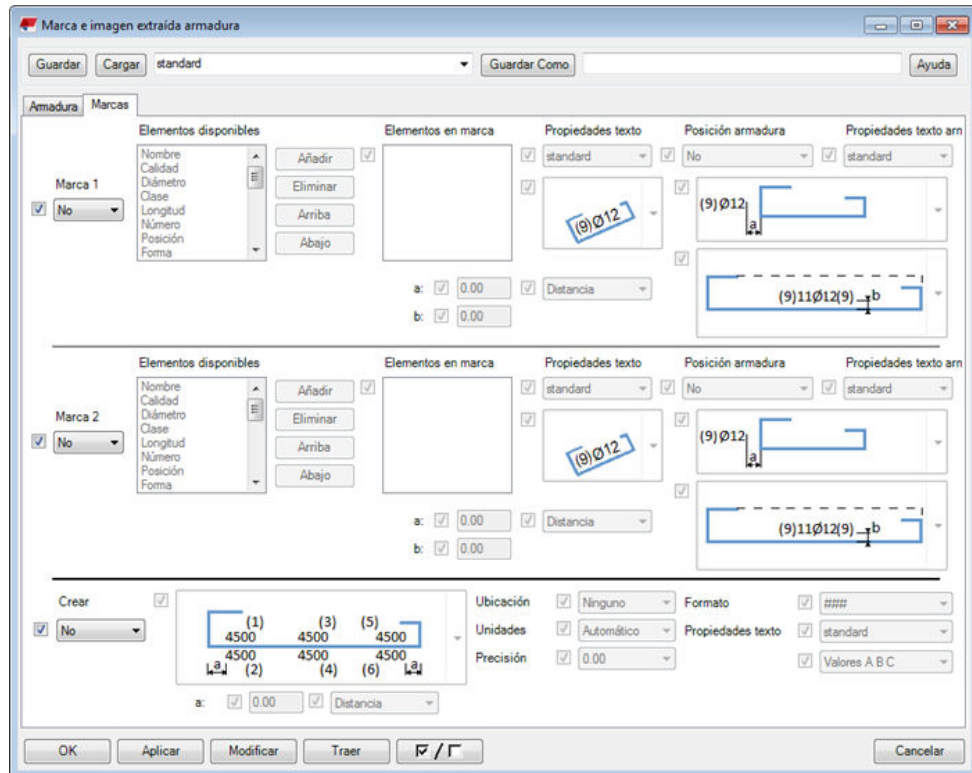 Marca e imagen extraída armadura
Guardar Cargar standard Guardar Como Ayuda
Armadura Marcas
Elementos disponibles Elementos en marca Propiedades texto Posición armadura Propiedades texto arn
Marca 1
No
Nombre
Calidad
Diámetro
Clase
Longitud
Número
Posición
Forma
Añadir
Eliminar
Arriba
Abajo
standard No standard
(9)Ø12
(9)Ø12
a
(9)11Ø12(9) b
a: 0.00 Distancia
b: 0.00
Elementos disponibles Elementos en marca Propiedades texto Posición armadura Propiedades texto arn
Marca 2
No
Nombre
Calidad
Diámetro
Clase
Longitud
Número
Posición
Forma
Añadir
Eliminar
Arriba
Abajo
standard No standard
(9)Ø12
(9)Ø12
a
(9)11Ø12(9) b
a: 0.00 Distancia
b: 0.00
Crear
No
(1) (3) (5)
4500 4500 4500
4500 4500 4500
a (2) (4) (6) a
a: 0.00 Distancia
Ubicación Ninguno Formato ###
Unidades Automático Propiedades texto standard
Precisión 0.00 Valores A B C
OK Aplicar Modificar Traer / Cancelar